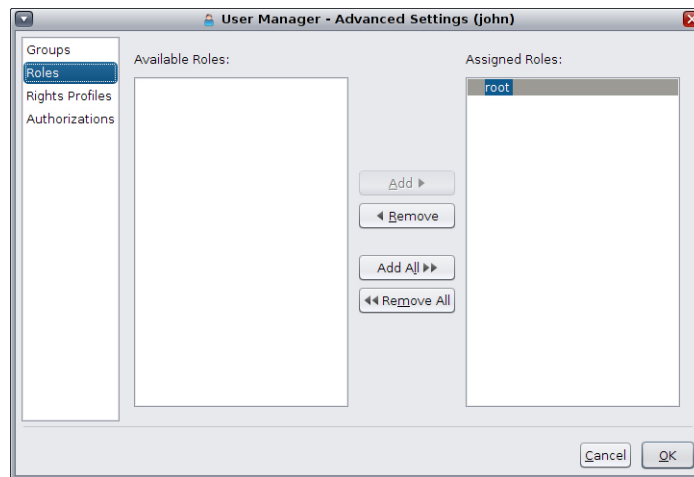 User Manager - Advanced Settings (john)
Groups
Roles
Rights Profiles
Authorizations
Available Roles:
Assigned Roles:
root
Add
Remove
Add All
Remove All
Cancel
OK